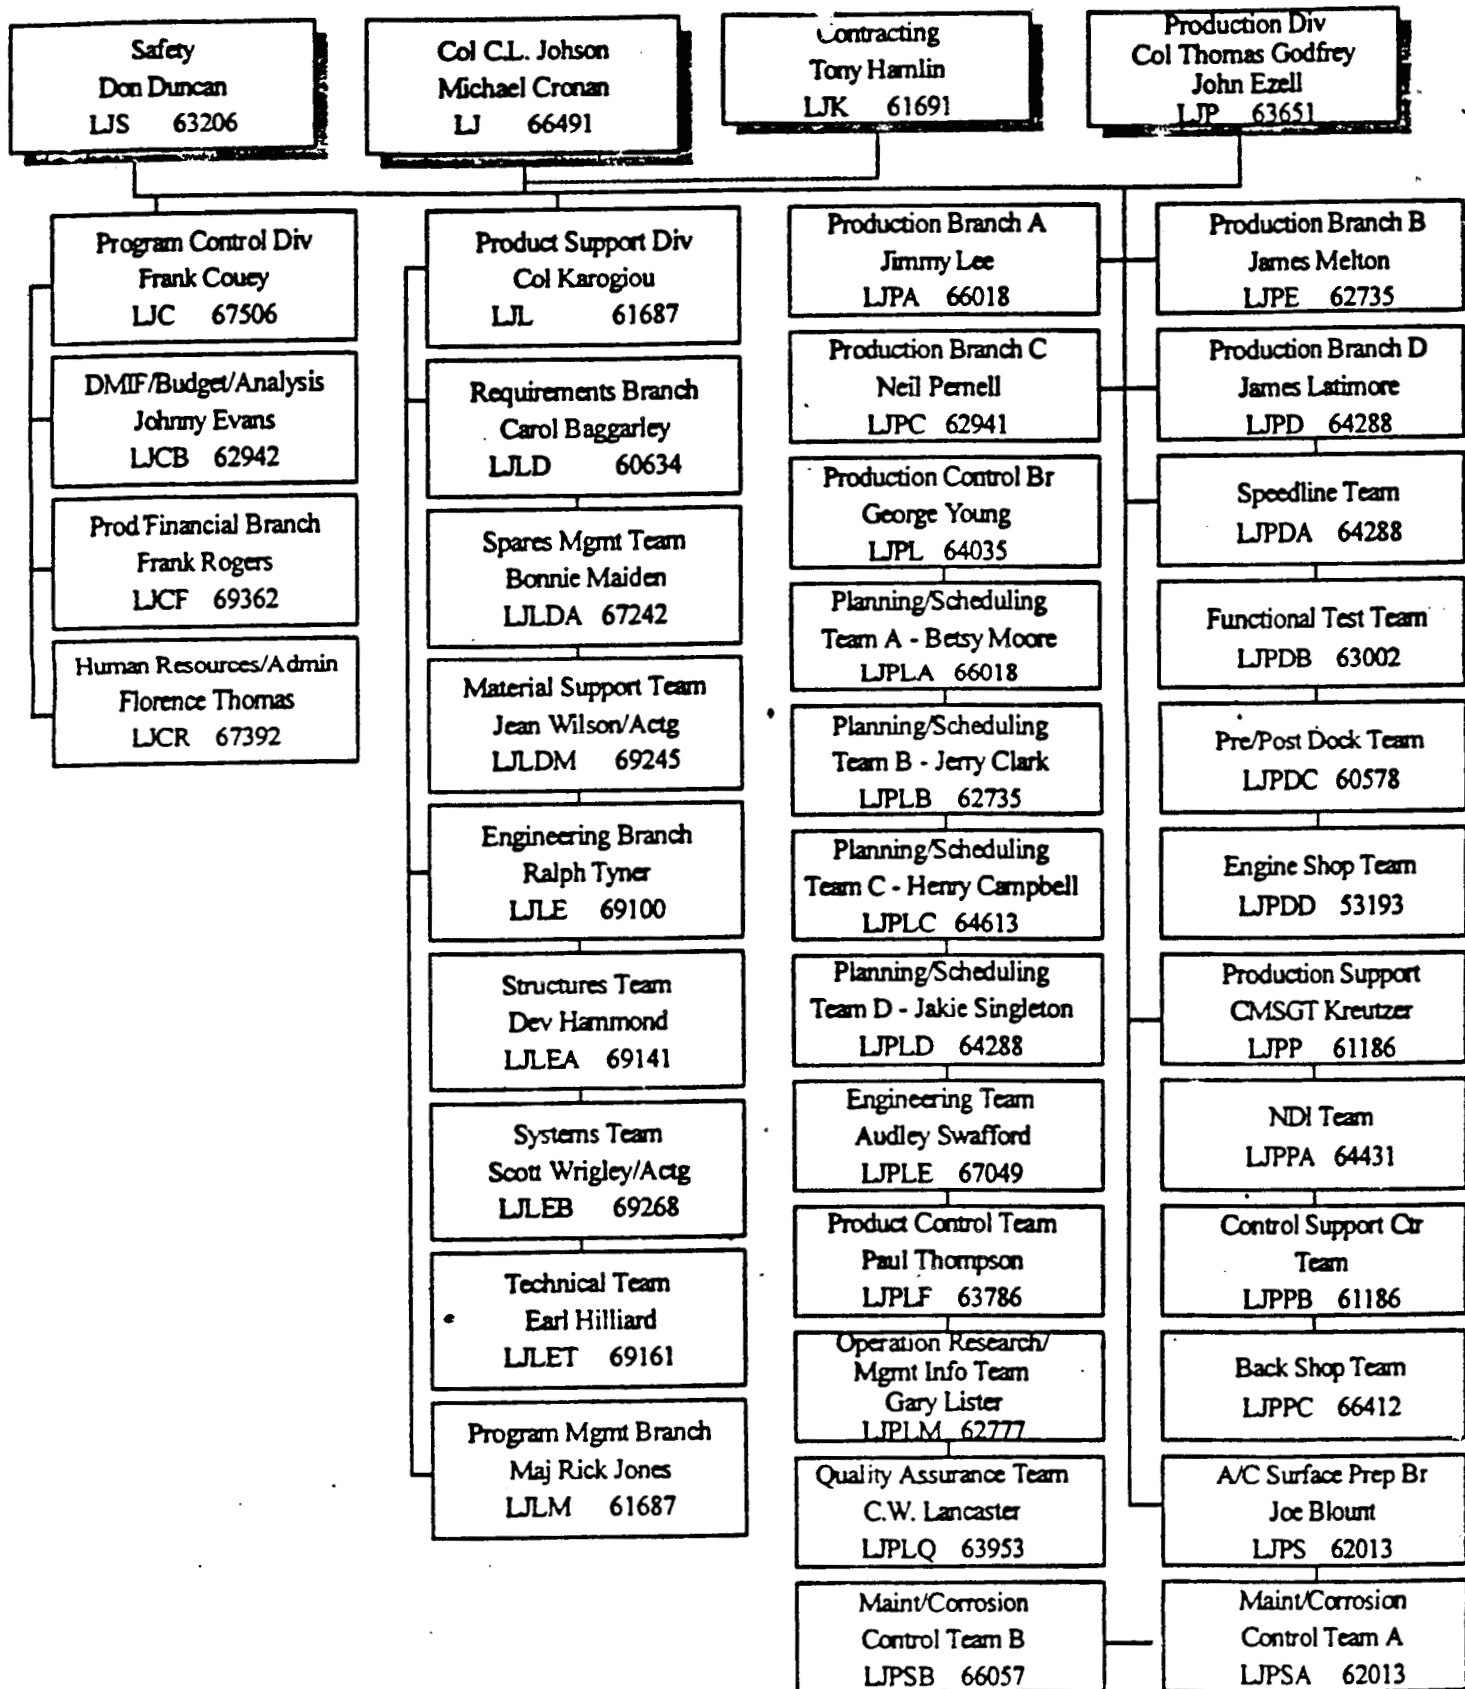 Safety
Don Duncan
LJS 63206
Col C.L. Johson
Michael Cronan
LJ 66491
Contracting
Tony Hamlin
LJK 61691
Production Div
Col Thomas Godfrey
John Ezell
LJP 63651
Program Control Div
Frank Couey
LJC 67506
DMIF/Budget/Analysis
Johnny Evans
LJCB 62942
Prod Financial Branch
Frank Rogers
LJCF 69362
Human Resources/Admin
Florence Thomas
LJCR 67392
Product Support Div
Col Karogiou
LJL 61687
Requirements Branch
Carol Baggarley
LJLD 60634
Spares Mgmt Team
Bonnie Maiden
LJLDA 67242
Material Support Team
Jean Wilson/Actg
LJLDM 69245
Engineering Branch
Ralph Tyner
LJLE 69100
Structures Team
Dev Hammond
LJLEA 69141
Systems Team
Scott Wrigley/Actg
LJLEB 69268
Technical Team
Earl Hilliard
LJLET 69161
Program Mgmt Branch
Maj Rick Jones
LJLM 61687
Production Branch A
Jimmy Lee
LJPA 66018
Production Branch C
Neil Pernell
LJPC 62941
Production Control Br
George Young
LJPL 64035
Planning/Scheduling
Team A - Betsy Moore
LJPLA 66018
Planning/Scheduling
Team B - Jerry Clark
LJPLB 62735
Planning/Scheduling
Team C - Henry Campbell
LJPLC 64613
Planning/Scheduling
Team D - Jakie Singleton
LJPLD 64288
Engineering Team
Audley Swafford
LJPLE 67049
Product Control Team
Paul Thompson
LJPLF 63786
Operation Research/
Mgmt Info Team
Gary Lister
LJPLM 62777
Quality Assurance Team
C.W. Lancaster
LJPLQ 63953
Maint/Corrosion
Control Team B
LJPSB 66057
Production Branch B
James Melton
LJPE 62735
Production Branch D
James Latimore
LJPD 64288
Speedline Team
LJPDA 64288
Functional Test Team
LJPDB 63002
Pre/Post Dock Team
LJPDC 60578
Engine Shop Team
LJPDD 53193
Production Support
CMSGT Kreutzer
LJPP 61186
NDI Team
LJPPA 64431
Control Support Ctr
Team
LJPPB 61186
Back Shop Team
LJPPC 66412
A/C Surface Prep Br
Joe Blount
LJPS 62013
Maint/Corrosion
Control Team A
LJPSA 62013